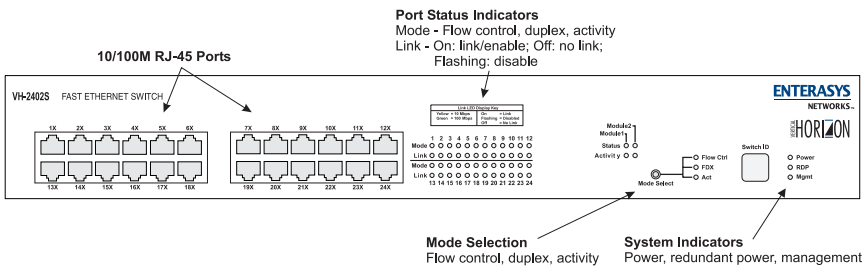 Port Status Indicators
Mode - Flow control, duplex, activity
Link - On: link/enable; Off: no link;
Flashing: disable
10/100M RJ-45 Ports
VH-2402S FAST ETHERNET SWITCH
ENTERASYS
NETWORKS™
VERTICAL HORIZON
Link LED Display Key
Yellow = 10 Mbps On = Link
Green = 100 Mbps Flashing = Disabled
Off = No Link
1X 2X 3X 4X 5X 6X 7X 8X 9X 10X 11X 12X
13X 14X 15X 16X 17X 18X 19X 20X 21X 22X 23X 24X
1 2 3 4 5 6 7 8 9 10 11 12
Mode
Link
Mode
Link
13 14 15 16 17 18 19 20 21 22 23 24
Module2
Module1
Status
Activity
Mode Select
Flow Ctrl
FDX
Act
Switch ID
Power
RDP
Mgmt
Mode Selection
Flow control, duplex, activity
System Indicators
Power, redundant power, management